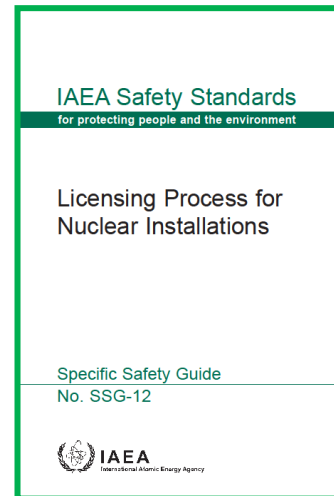 IAEA Safety Standards
for protecting people and the environment
Licensing Process for
Nuclear Installations
Specific Safety Guide
No. SSG-12
IAEA
International Atomic Energy Agency